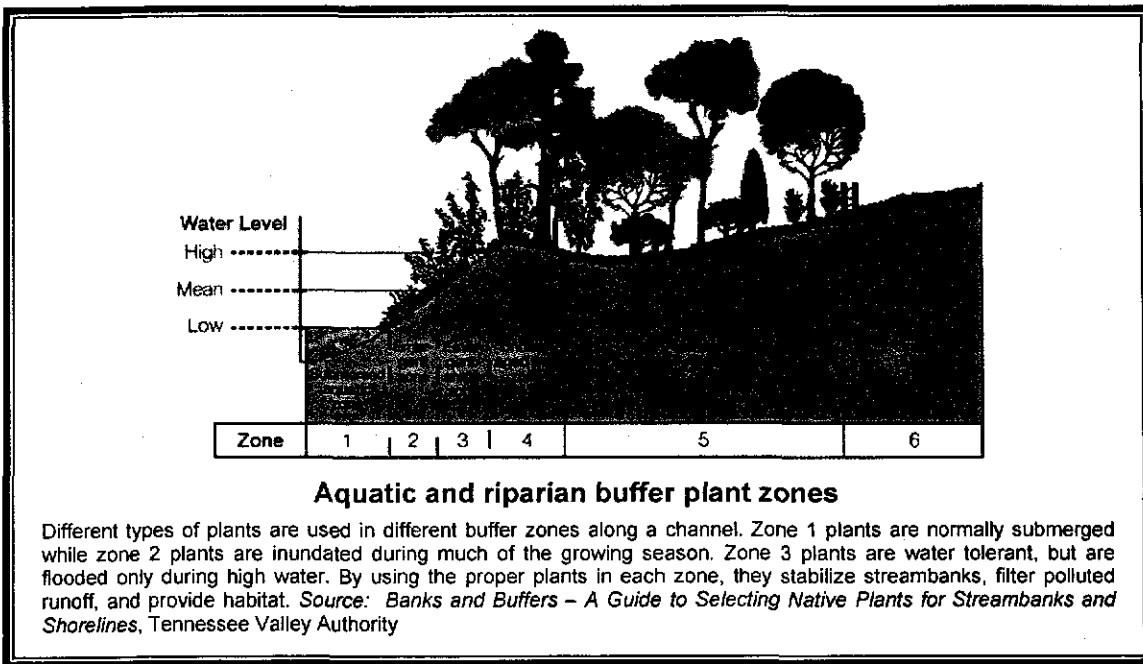 Water Level
High
Mean
Low
Zone 1 2 3 4 5 6
Aquatic and riparian buffer plant zones
Different types of plants are used in different buffer zones along a channel. Zone 1 plants are normally submerged
while zone 2 plants are inundated during much of the growing season. Zone 3 plants are water tolerant, but are
flooded only during high water. By using the proper plants in each zone, they stabilize streambanks, filter polluted
runoff, and provide habitat. Source: Banks and Buffers – A Guide to Selecting Native Plants for Streambanks and
Shorelines, Tennessee Valley Authority